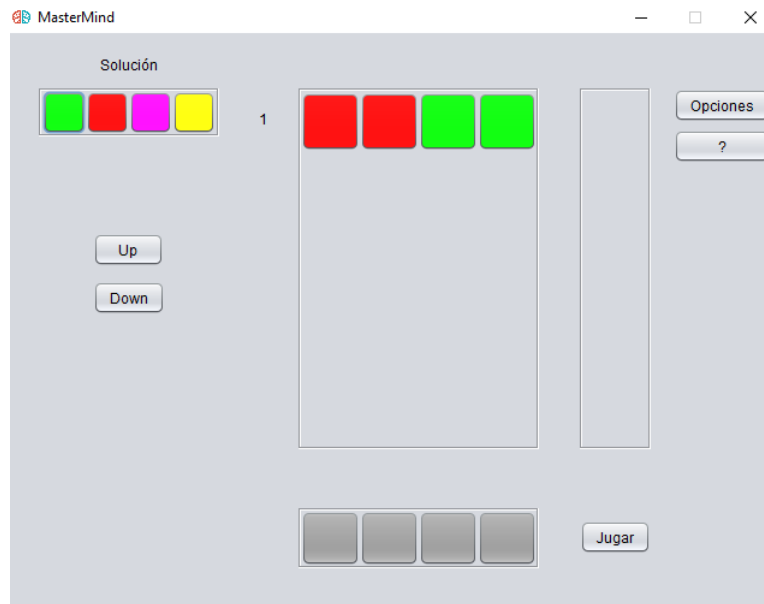 MasterMind
Solución
1
Opciones
?
Up
Down
Jugar